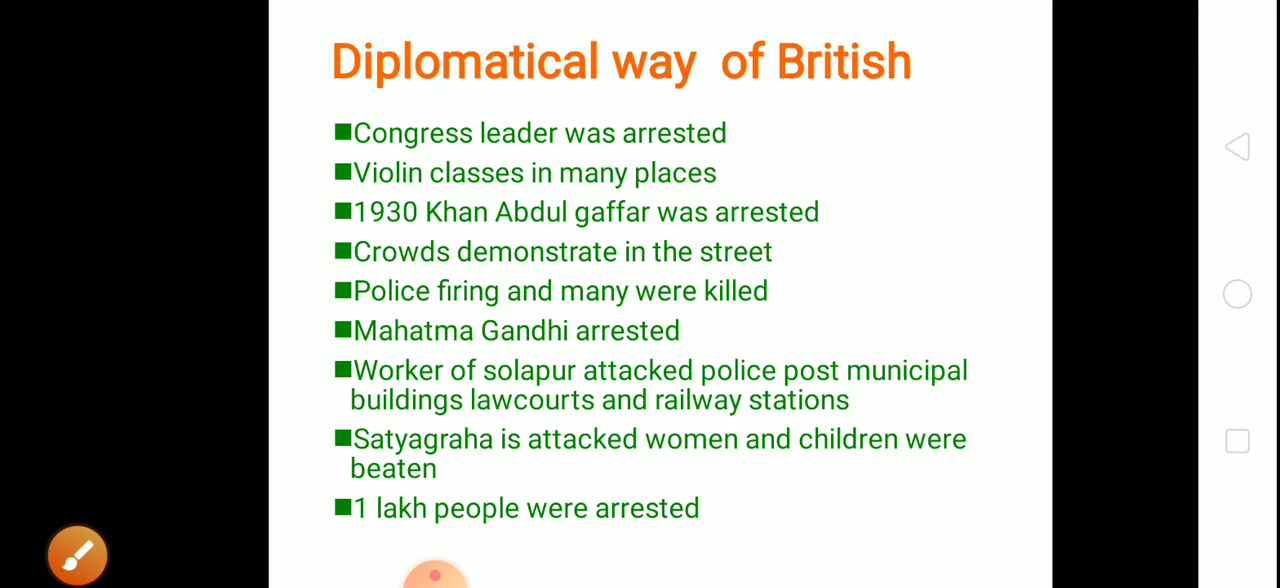 Diplomatical way of British
■Congress leader was arrested
■Violin classes in many places
■1930 Khan Abdul gaffar was arrested
■Crowds demonstrate in the street
■Police firing and many were killed
■Mahatma Gandhi arrested
■Worker of solapur attacked police post municipal
buildings lawcourts and railway stations
■Satyagraha is attacked women and children were
beaten
■1 lakh people were arrested